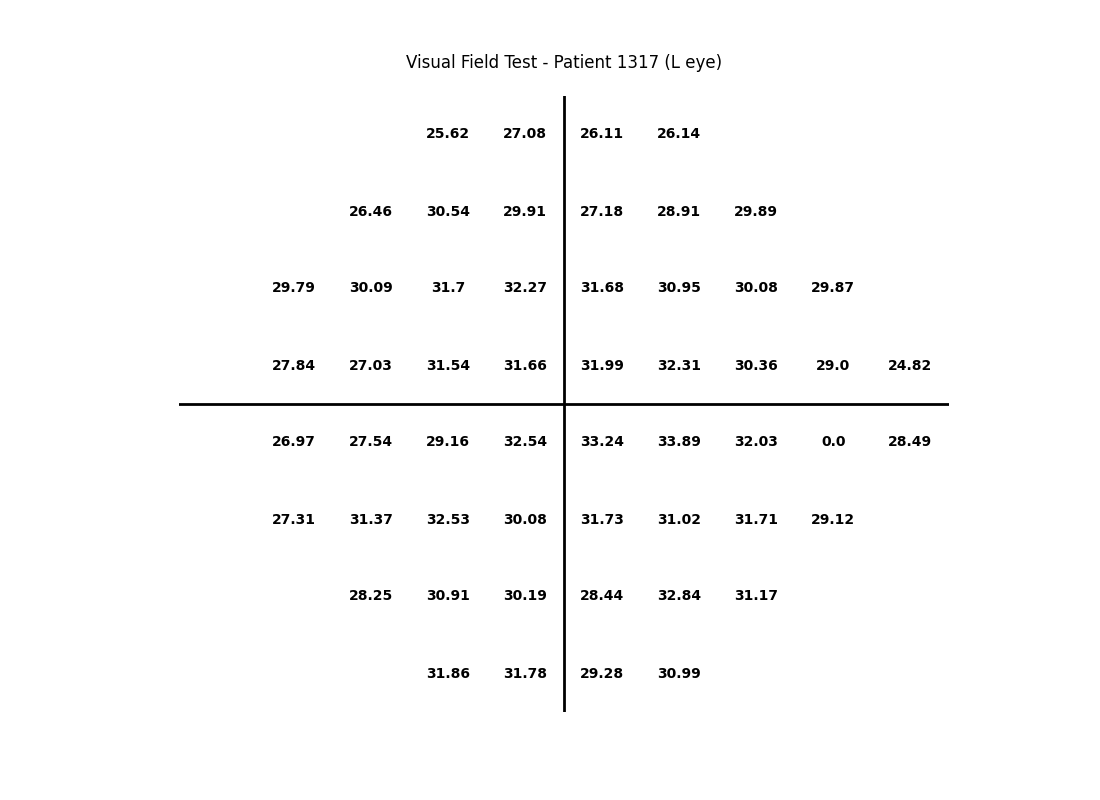 Visual Field Test - Patient 1317 (L eye)
25.62 27.08 26.11 26.14
26.46 30.54 29.91 27.18 28.91 29.89
29.79 30.09 31.7 32.27 31.68 30.95 30.08 29.87
27.84 27.03 31.54 31.66 31.99 32.31 30.36 29.0 24.82
26.97 27.54 29.16 32.54 33.24 33.89 32.03 0.0 28.49
27.31 31.37 32.53 30.08 31.73 31.02 31.71 29.12
28.25 30.91 30.19 28.44 32.84 31.17
31.86 31.78 29.28 30.99